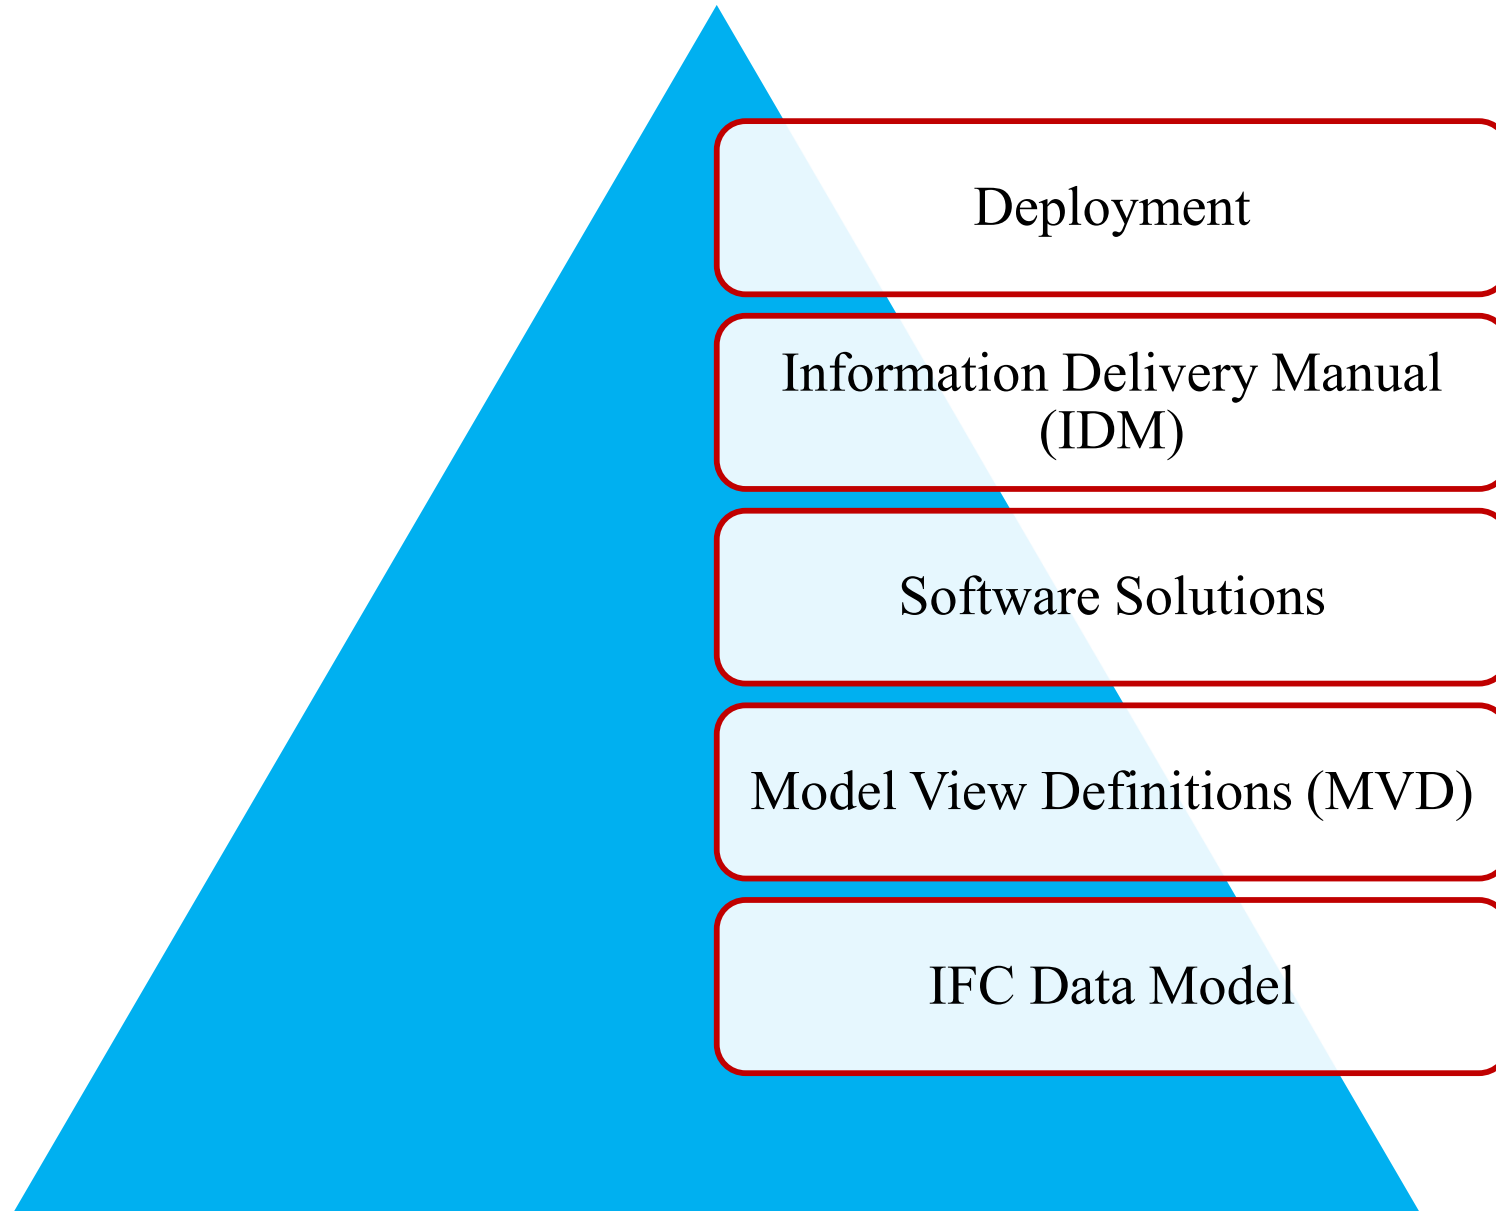 Deployment
Information Delivery Manual
(IDM)
Software Solutions
Model View Definitions (MVD)
IFC Data Model